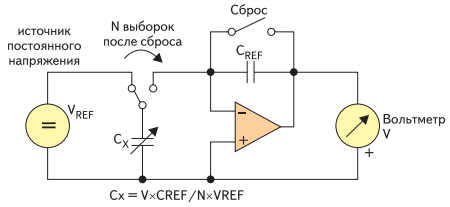 Сброс
источник
постоянного
напряжения
N выборок
после сброса
CREF
VREF
=
CX
−
+
Вольтметр
V
+
Cx = V×CREF/N×VREF